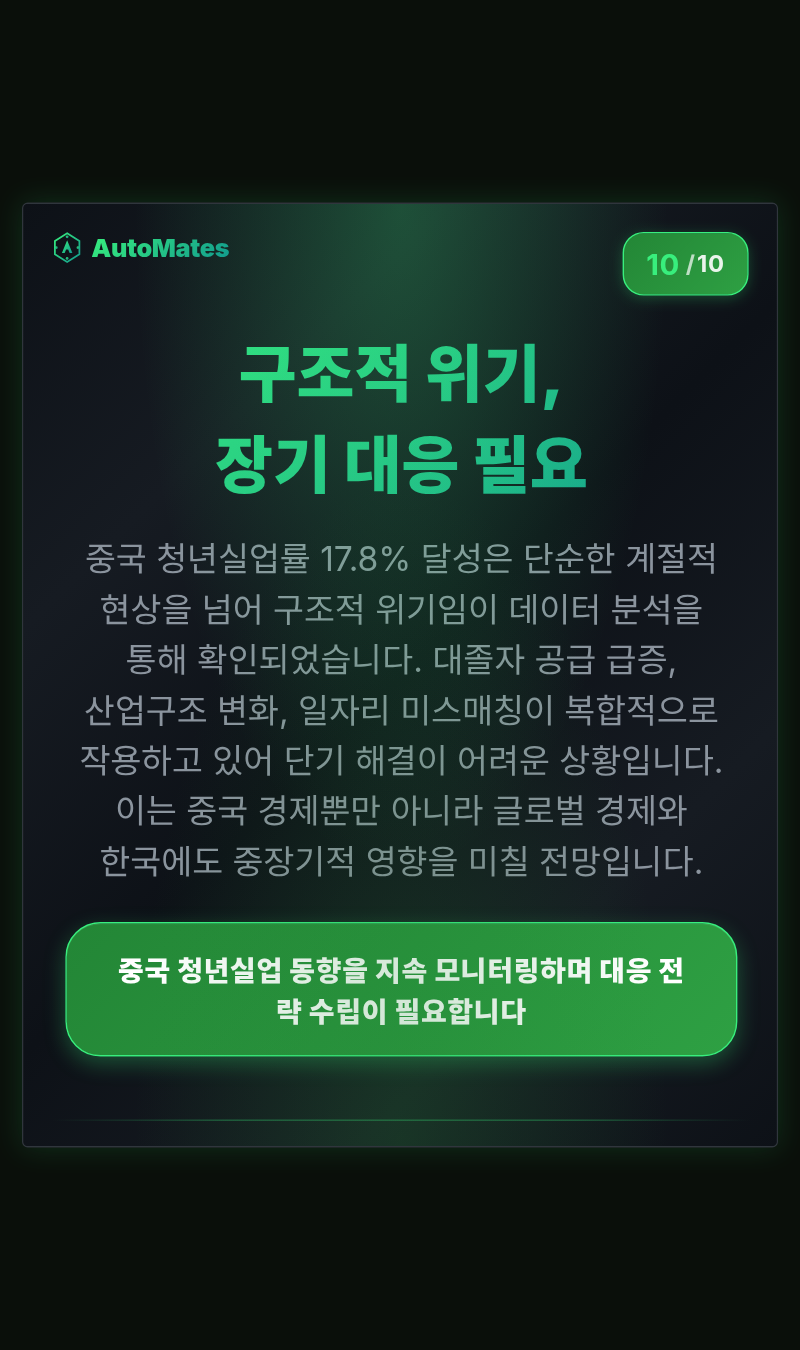 AutoMates
10 /10
구조적 위기,
장기 대응 필요
중국 청년실업률 17.8% 달성은 단순한 계절적
현상을 넘어 구조적 위기임이 데이터 분석을
통해 확인되었습니다. 대졸자 공급 급증,
산업구조 변화, 일자리 미스매칭이 복합적으로
작용하고 있어 단기 해결이 어려운 상황입니다.
이는 중국 경제뿐만 아니라 글로벌 경제와
한국에도 중장기적 영향을 미칠 전망입니다.
중국 청년실업 동향을 지속 모니터링하며 대응 전
략 수립이 필요합니다